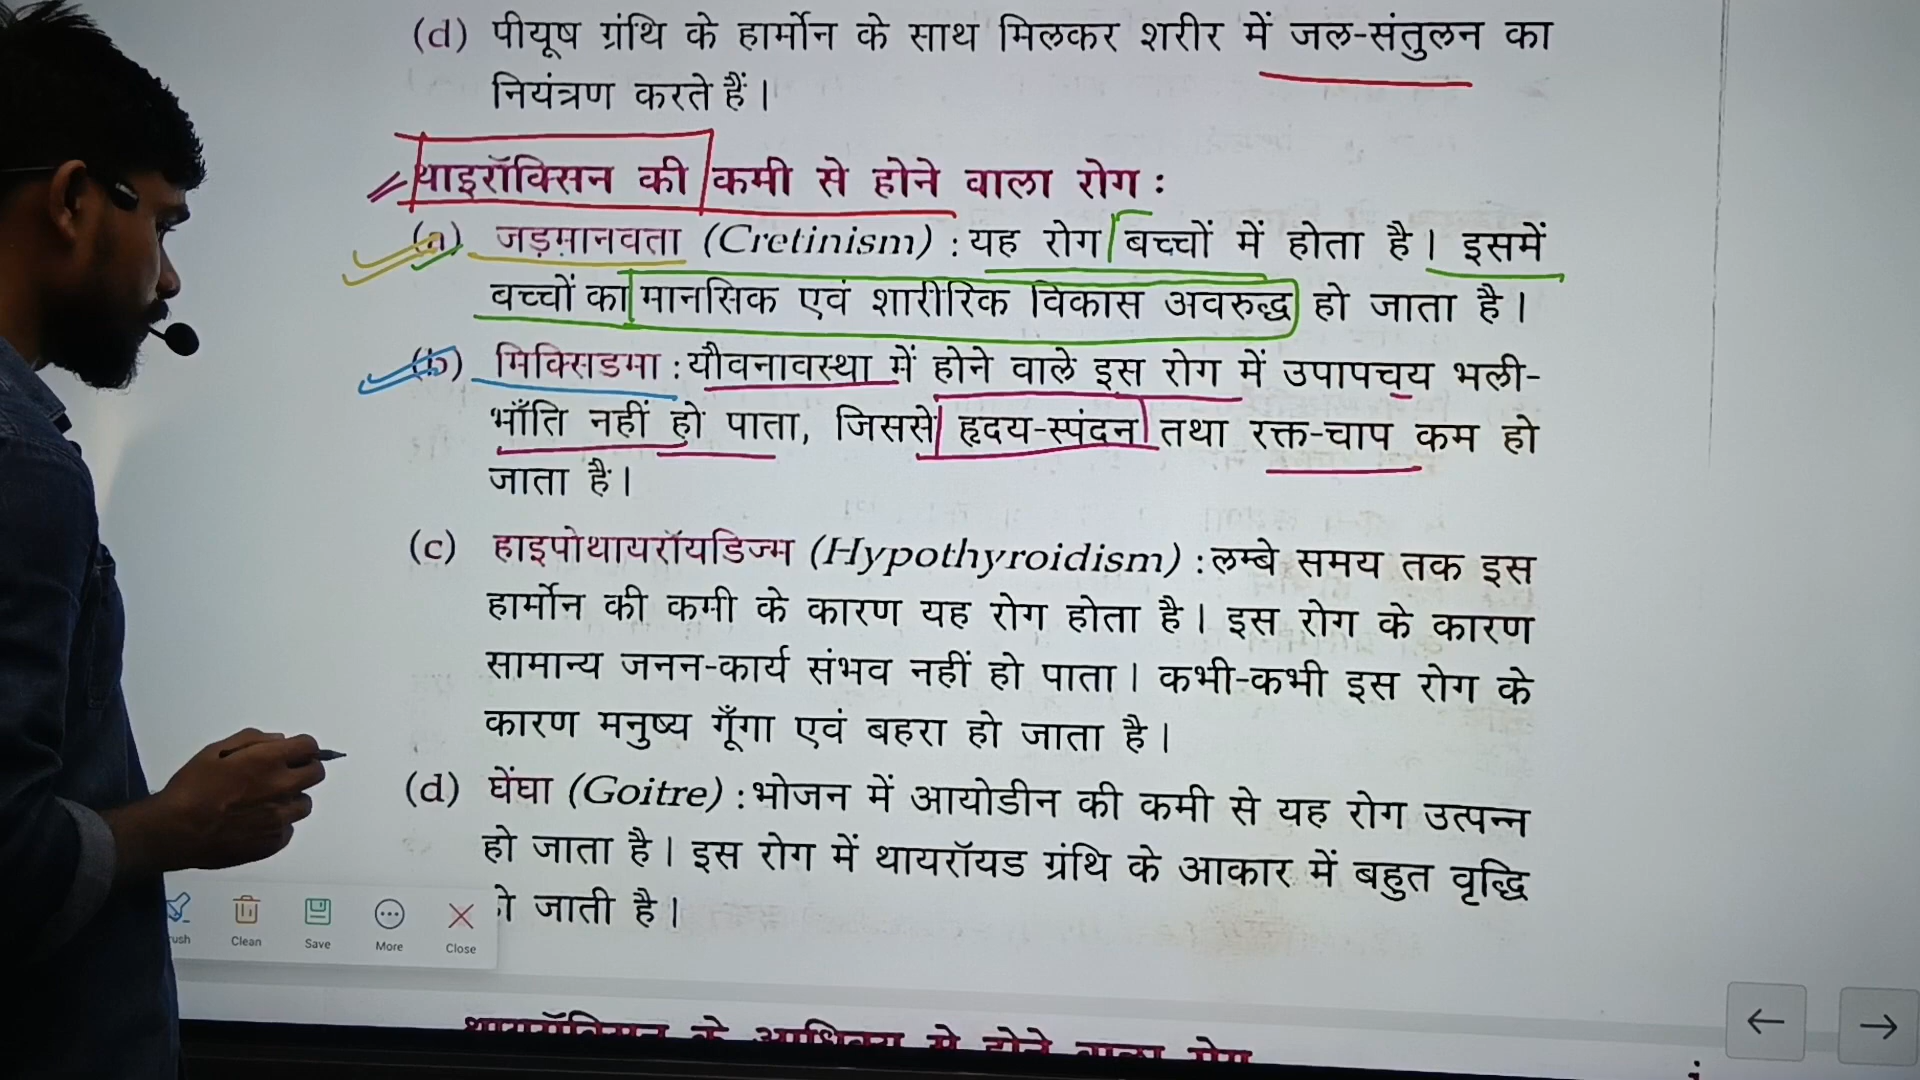 (d) पीयूष ग्रंथि के हार्मोन के साथ मिलकर शरीर में जल-संतुलन का
नियंत्रण करते हैं।
थाइरॉक्सिन की कमी से होने वाला रोग :
(a) जड़मानवता (Cretinism) : यह रोग बच्चों में होता है। इसमें
बच्चों का मानसिक एवं शारीरिक विकास अवरुद्ध हो जाता है।
(b) मिक्सिडमा : यौवनावस्था में होने वाले इस रोग में उपापचय भली-
भाँति नहीं हो पाता, जिससे हृदय-स्पंदन तथा रक्त-चाप कम हो
जाता है।
(c) हाइपोथायरॉयडिज्म (Hypothyroidism) : लम्बे समय तक इस
हार्मोन की कमी के कारण यह रोग होता है। इस रोग के कारण
सामान्य जनन-कार्य संभव नहीं हो पाता। कभी-कभी इस रोग के
कारण मनुष्य गूँगा एवं बहरा हो जाता है।
(d) घेंघा (Goitre) : भोजन में आयोडीन की कमी से यह रोग उत्पन्न
हो जाता है। इस रोग में थायरॉयड ग्रंथि के आकार में बहुत वृद्धि
जाती है।
Clean Save More Close
थायरॉक्सिन के आधिक्य से होने वाला रोग